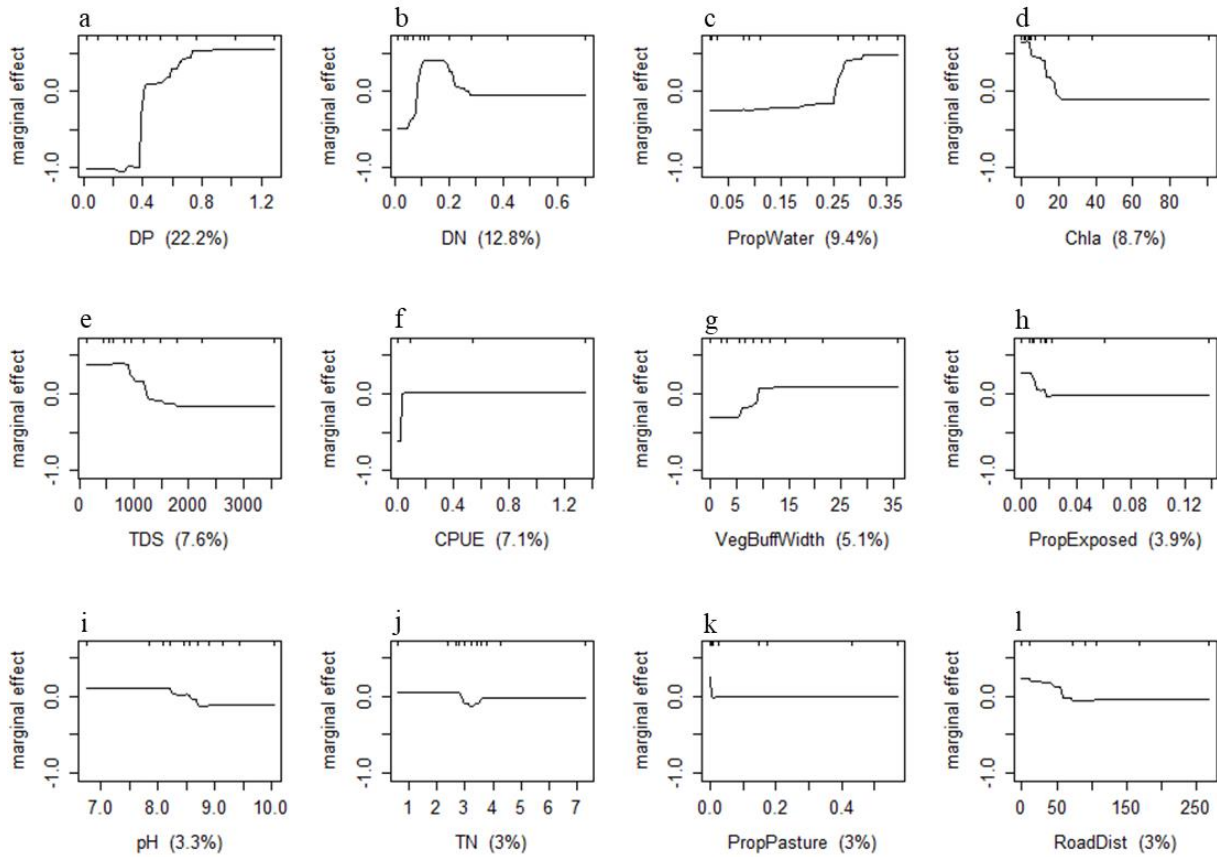 a b c d
marginal effect marginal effect marginal effect marginal effect
0.0 0.0 0.0 0.0
-1.0 -1.0 -1.0 -1.0
0.0 0.4 0.8 1.2 0.0 0.2 0.4 0.6 0.05 0.15 0.25 0.35 0 20 40 60 80
DP (22.2%) DN (12.8%) PropWater (9.4%) Chla (8.7%)
e f g h
marginal effect marginal effect marginal effect marginal effect
0.0 0.0 0.0 0.0
-1.0 -1.0 -1.0 -1.0
0 1000 2000 3000 0.0 0.4 0.8 1.2 0 5 15 25 35 0.00 0.04 0.08 0.12
TDS (7.6%) CPUE (7.1%) VegBuffWidth (5.1%) PropExposed (3.9%)
i j k l
marginal effect marginal effect marginal effect marginal effect
0.0 0.0 0.0 0.0
-1.0 -1.0 -1.0 -1.0
7.0 8.0 9.0 10.0 1 2 3 4 5 6 7 0.0 0.2 0.4 0 50 150 250
pH (3.3%) TN (3%) PropPasture (3%) RoadDist (3%)